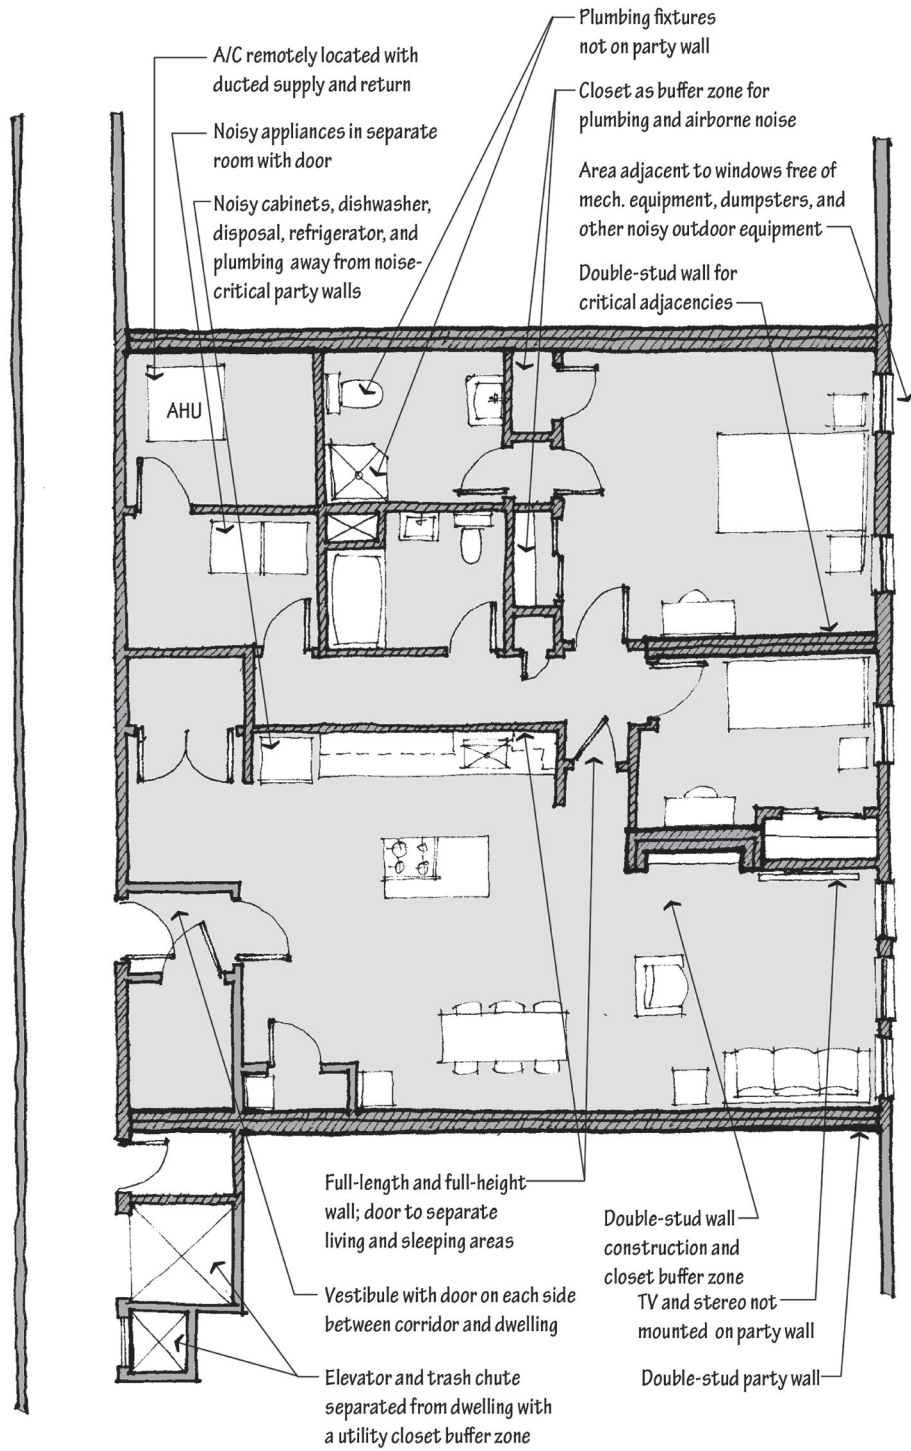 Plumbing fixtures
not on party wall
A/C remotely located with
ducted supply and return
Closet as buffer zone for
plumbing and airborne noise
Noisy appliances in separate
room with door
Area adjacent to windows free of
mech. equipment, dumpsters, and
other noisy outdoor equipment
Noisy cabinets, dishwasher,
disposal, refrigerator, and
plumbing away from noise-
critical party walls
Double-stud wall for
critical adjacencies
AHU
Full-length and full-height
wall; door to separate
living and sleeping areas
Double-stud wall
construction and
closet buffer zone
Vestibule with door on each side
between corridor and dwelling
TV and stereo not
mounted on party wall
Elevator and trash chute
separated from dwelling with
a utility closet buffer zone
Double-stud party wall